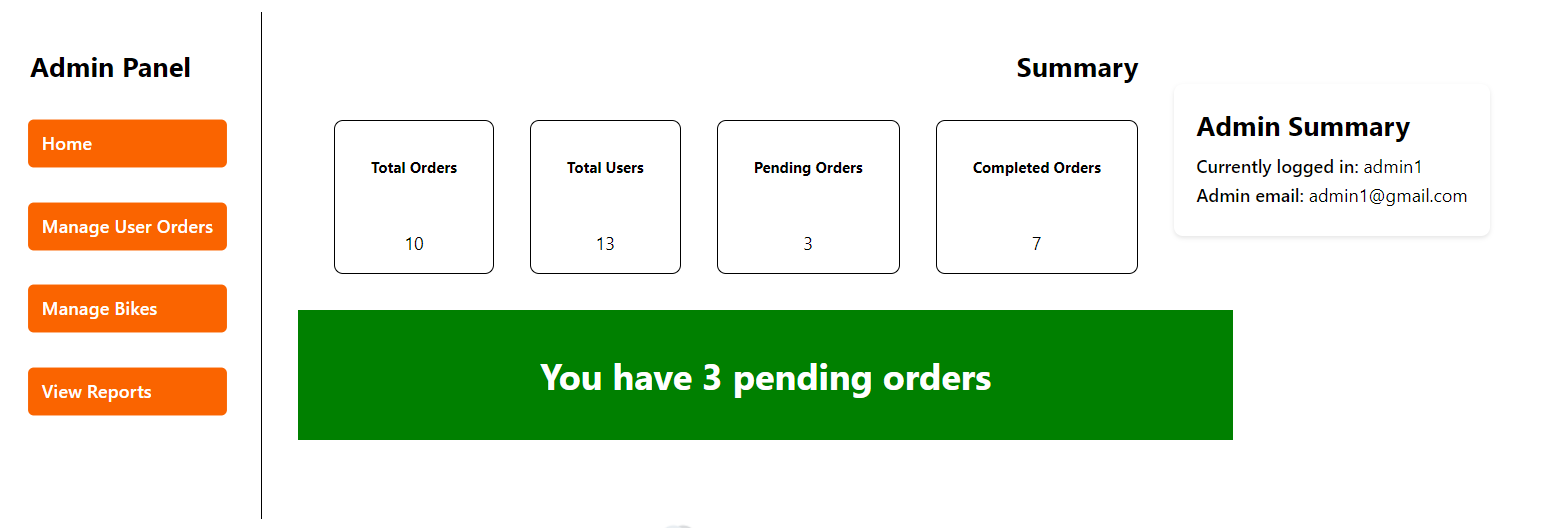 Admin Panel
Home
Manage User Orders
Manage Bikes
View Reports
Summary
Total Orders
10
Total Users
13
Pending Orders
3
Completed Orders
7
You have 3 pending orders
Admin Summary
Currently logged in: admin1
Admin email: admin1@gmail.com